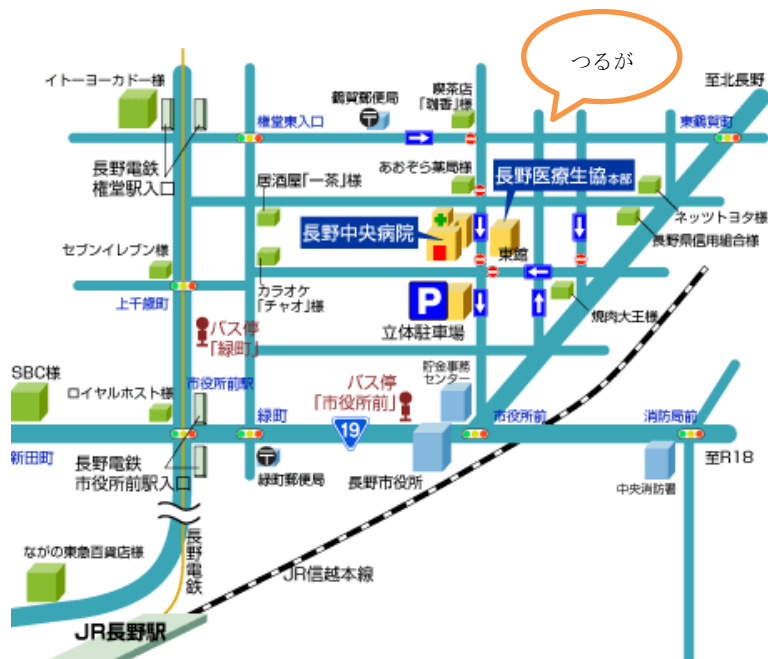 つるが
至北長野
イトーヨーカドー様
喫茶店
「珈香」様
鶴賀郵便局
権堂東入口
東鶴賀町
長野電鉄
権堂駅入口
あおぞら薬局様
長野医療生協本部
居酒屋「一茶」様
ネッツトヨタ様
長野中央病院
長野県信用組合様
東館
セブンイレブン様
カラオケ
「チャオ」様
上千歳町
P
焼肉大王様
立体駐車場
バス停
「緑町」
貯金事務
センター
SBC様
市役所前駅
バス停
「市役所前」
ロイヤルホスト様
緑町
19
市役所前
消防局前
新田町
長野電鉄
市役所前駅入口
緑町郵便局
長野市役所
至R18
中央消防署
ながの東急百貨店様
長野電鉄
JR信越本線
JR長野駅